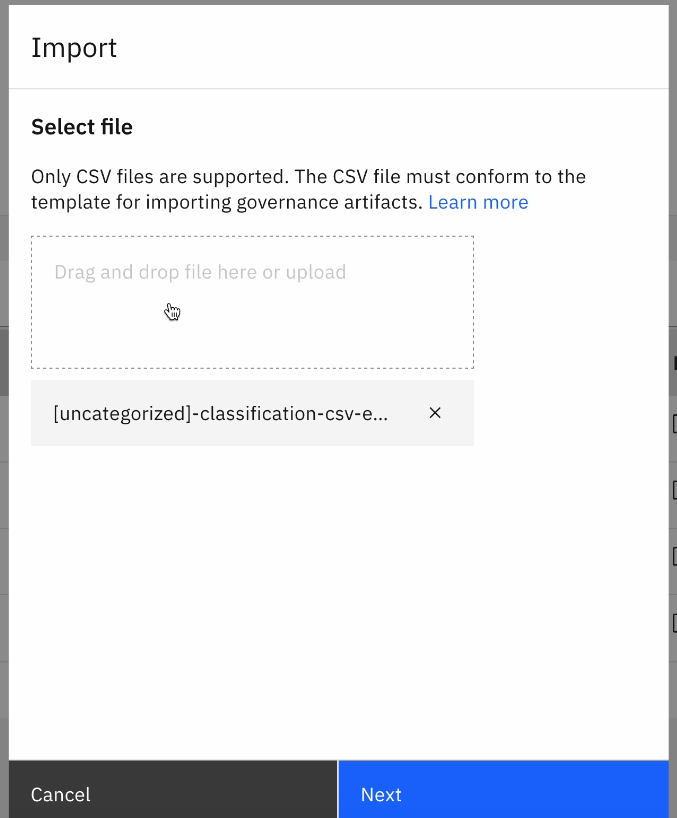 Import
Select file
Only CSV files are supported. The CSV file must conform to the
template for importing governance artifacts. Learn more
Drag and drop file here or upload
[uncategorized]-classification-csv-e...
Cancel
Next